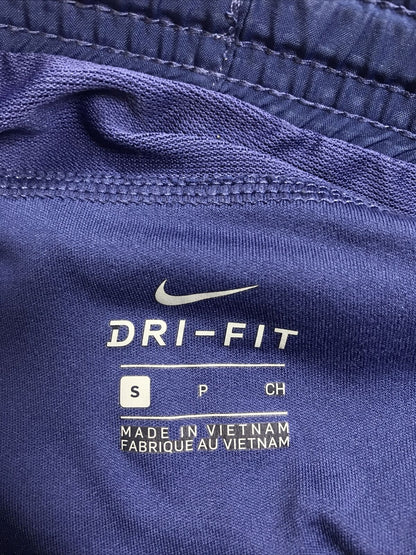 DRI-FIT
S P CH
MADE IN VIETNAM
FABRIQUE AU VIETNAM